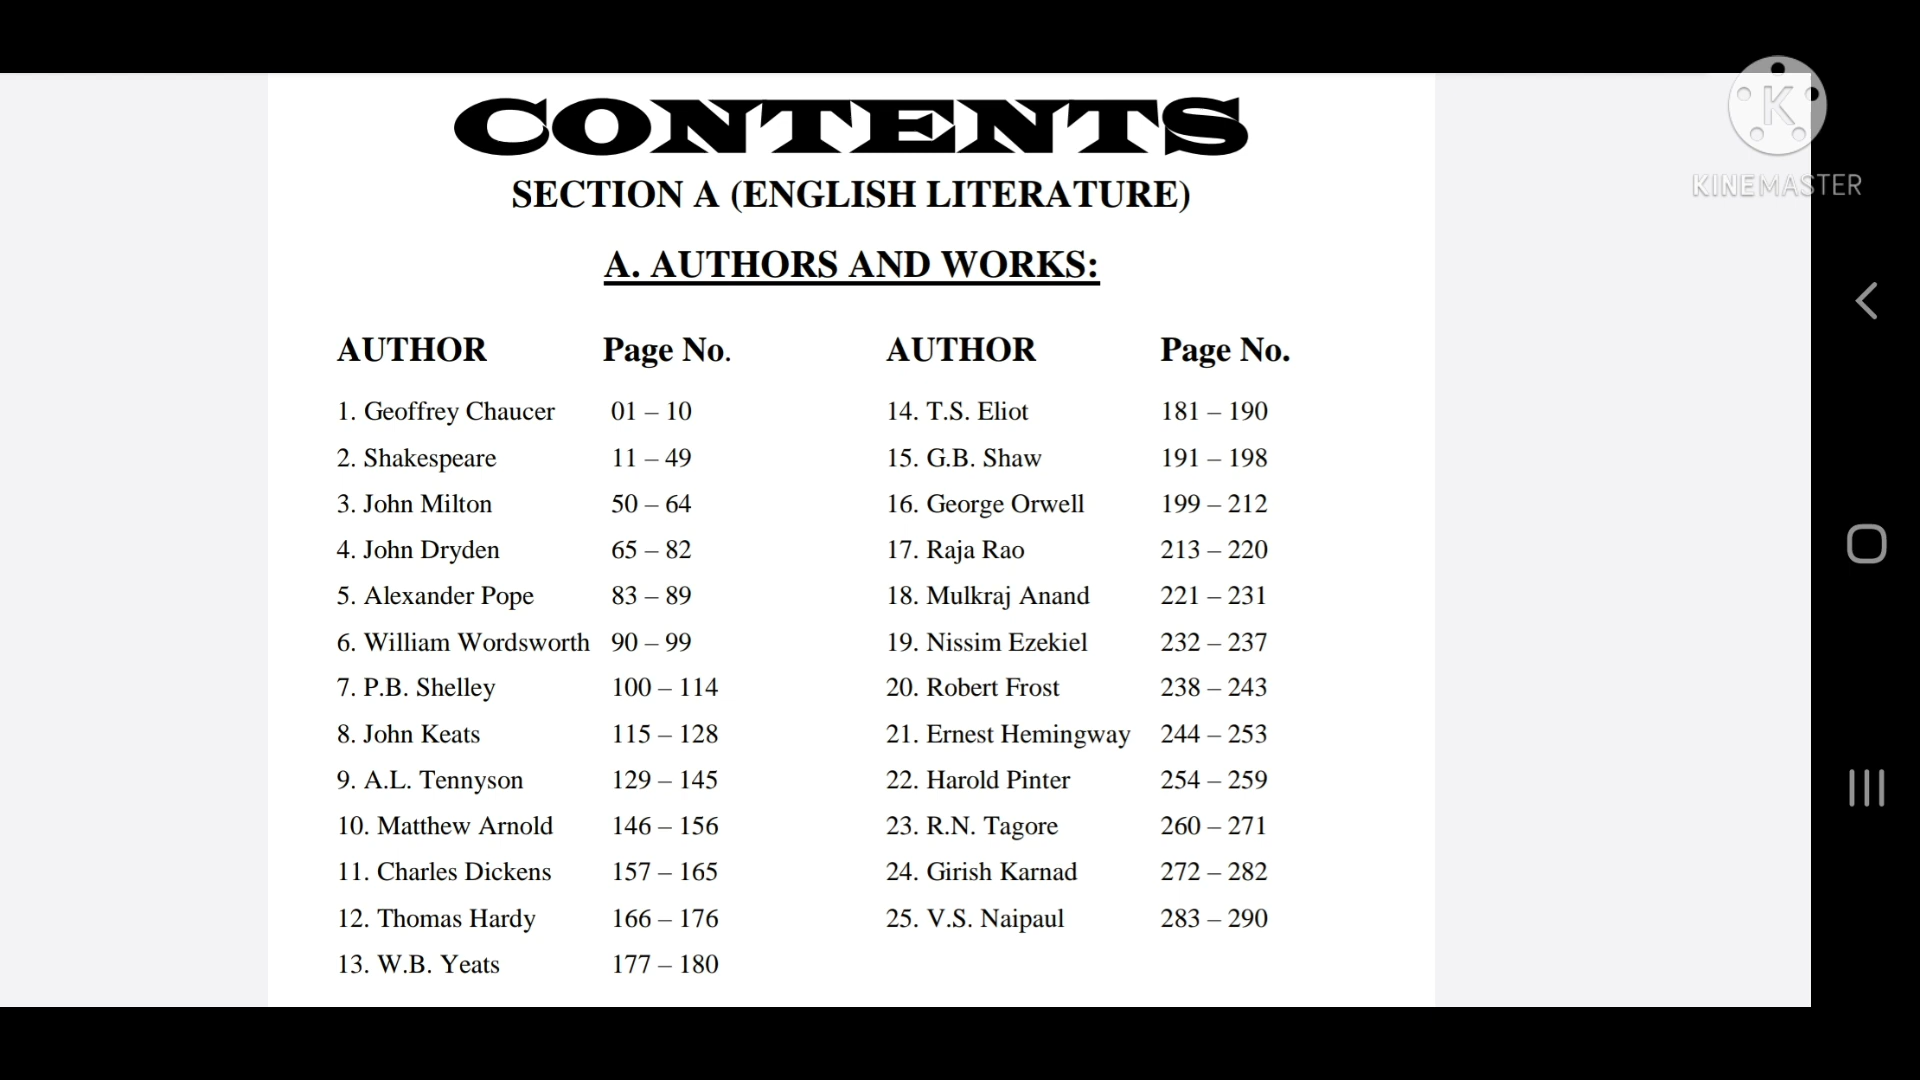 CONTENTS
SECTION A (ENGLISH LITERATURE)
A. AUTHORS AND WORKS:
AUTHOR Page No. AUTHOR Page No.
1. Geoffrey Chaucer 01 – 10 14. T.S. Eliot 181 – 190
2. Shakespeare 11 – 49 15. G.B. Shaw 191 – 198
3. John Milton 50 – 64 16. George Orwell 199 – 212
4. John Dryden 65 – 82 17. Raja Rao 213 – 220
5. Alexander Pope 83 – 89 18. Mulkraj Anand 221 – 231
6. William Wordsworth 90 – 99 19. Nissim Ezekiel 232 – 237
7. P.B. Shelley 100 – 114 20. Robert Frost 238 – 243
8. John Keats 115 – 128 21. Ernest Hemingway 244 – 253
9. A.L. Tennyson 129 – 145 22. Harold Pinter 254 – 259
10. Matthew Arnold 146 – 156 23. R.N. Tagore 260 – 271
11. Charles Dickens 157 – 165 24. Girish Karnad 272 – 282
12. Thomas Hardy 166 – 176 25. V.S. Naipaul 283 – 290
13. W.B. Yeats 177 – 180
K
KINEMASTER